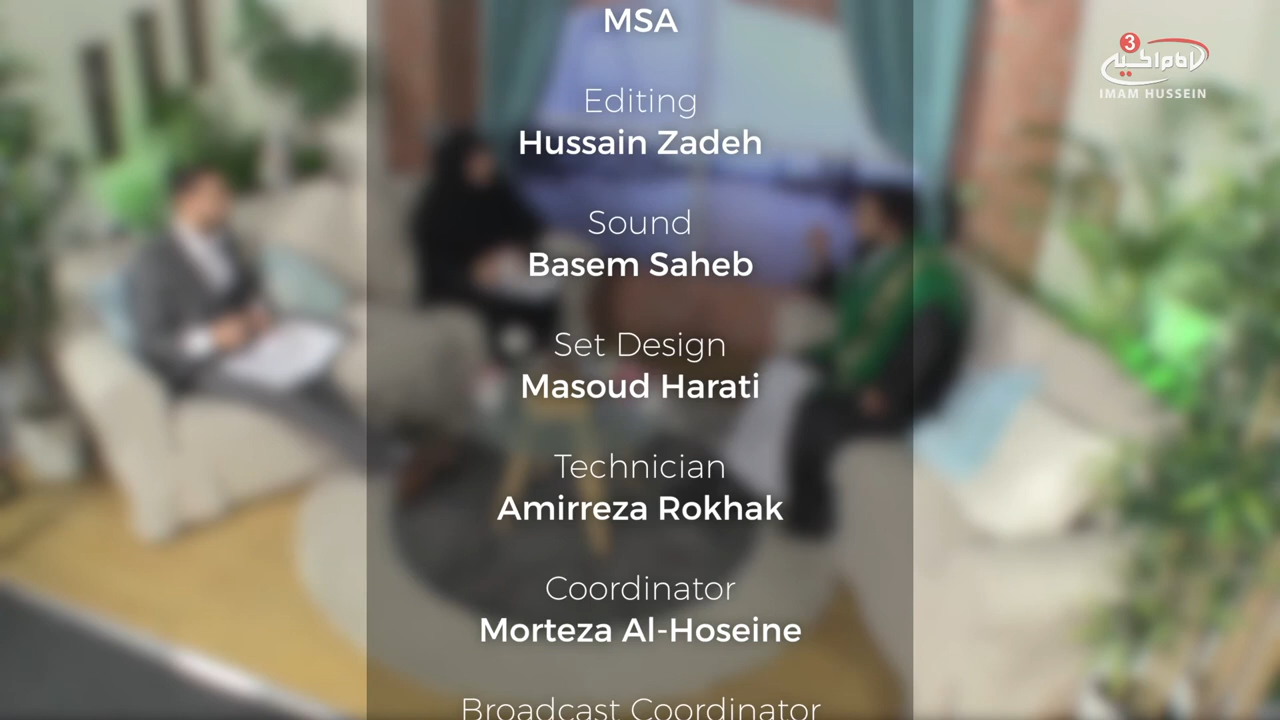 MSA
Editing
Hussain Zadeh
Sound
Basem Saheb
Set Design
Masoud Harati
Technician
Amirreza Rokhak
Coordinator
Morteza Al-Hoseine
Broadcast Coordinator
3
IMAM HUSSEIN